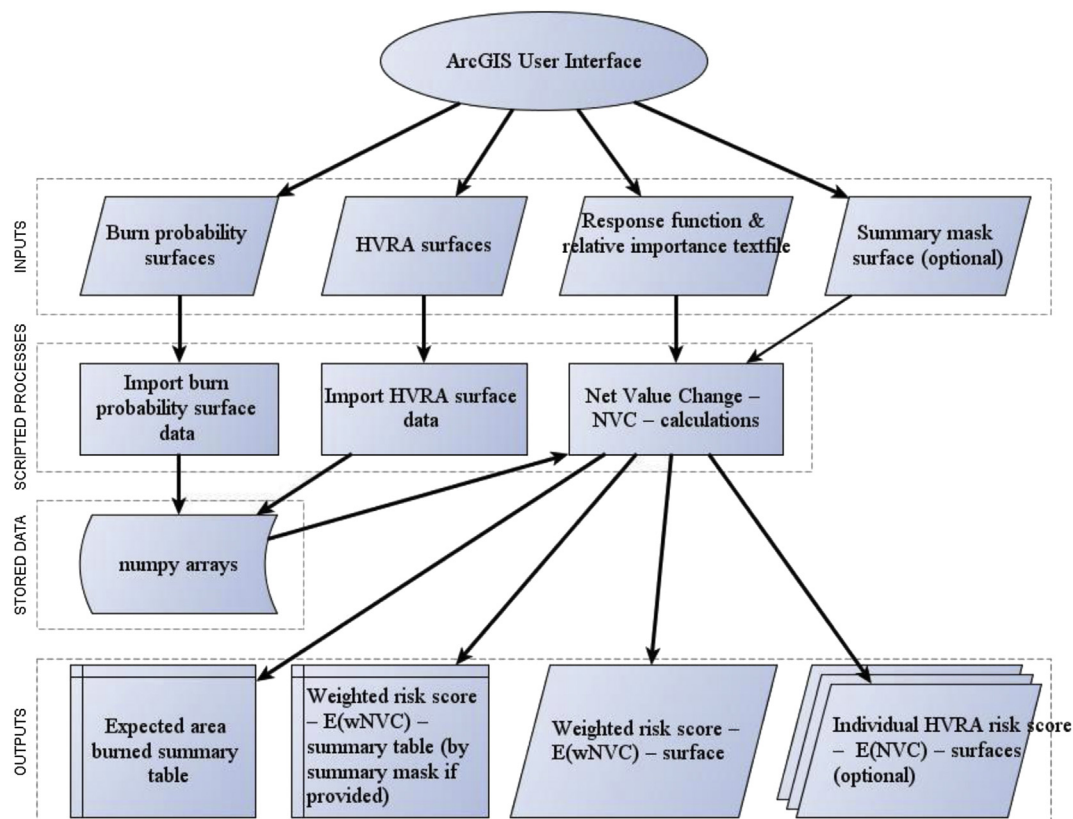 ArcGIS User Interface
INPUTS
Burn probability
surfaces
HVRA surfaces
Response function &
relative importance textfile
Summary mask
surface (optional)
SCRIPTED PROCESSES
Import burn
probability surface
data
Import HVRA surface
data
Net Value Change –
NVC – calculations
STORED DATA
numpy arrays
OUTPUTS
Expected area
burned summary
table
Weighted risk score
– E(wNVC) –
summary table (by
summary mask if
provided)
Weighted risk score –
E(wNVC) – surface
Individual HVRA risk score
– E(NVC) – surfaces
(optional)